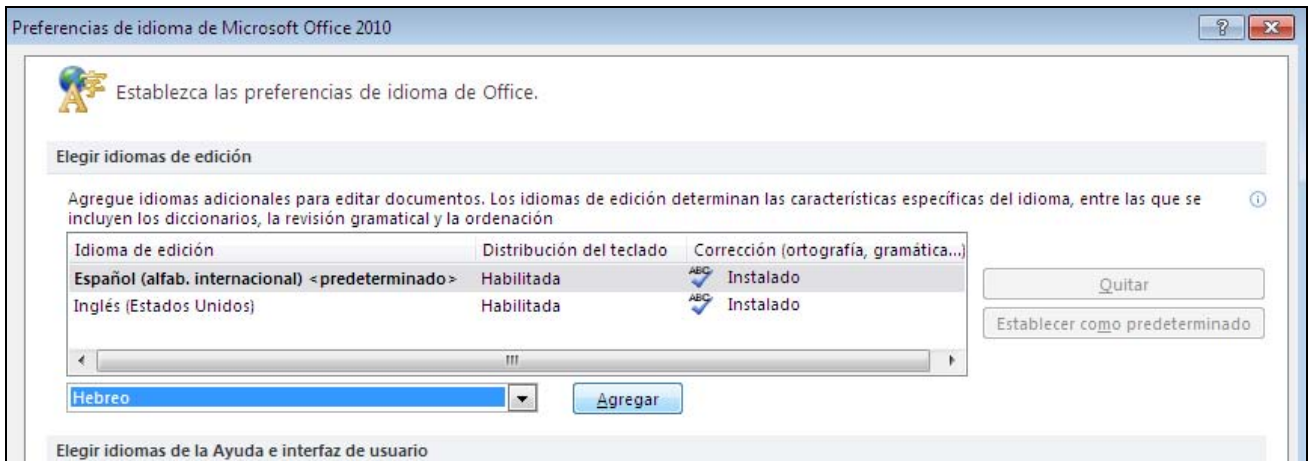 Preferencias de idioma de Microsoft Office 2010
Establezca las preferencias de idioma de Office.
Elegir idiomas de edición
Agregue idiomas adicionales para editar documentos. Los idiomas de edición determinan las características específicas del idioma, entre las que se
incluyen los diccionarios, la revisión gramatical y la ordenación
Idioma de edición Distribución del teclado Corrección (ortografía, gramática...)
Español (alfab. internacional) <predeterminado> Habilitada ABC Instalado
Inglés (Estados Unidos) Habilitada ABC Instalado
Quitar
Establecer como predeterminado
Hebreo Agregar
Elegir idiomas de la Ayuda e interfaz de usuario